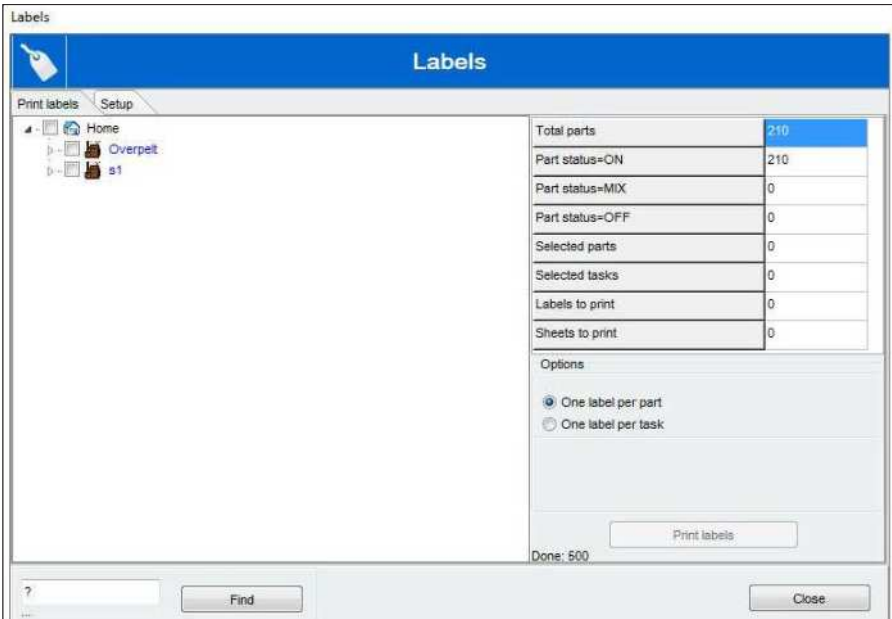 Labels
Labels
Print labels Setup
Home
Overpelt
s1
Total parts 210
Part status=ON 210
Part status=MIX 0
Part status=OFF 0
Selected parts 0
Selected tasks 0
Labels to print 0
Sheets to print 0
Options
One label per part
One label per task
Print labels
Done: 500
?
Find
Close
...